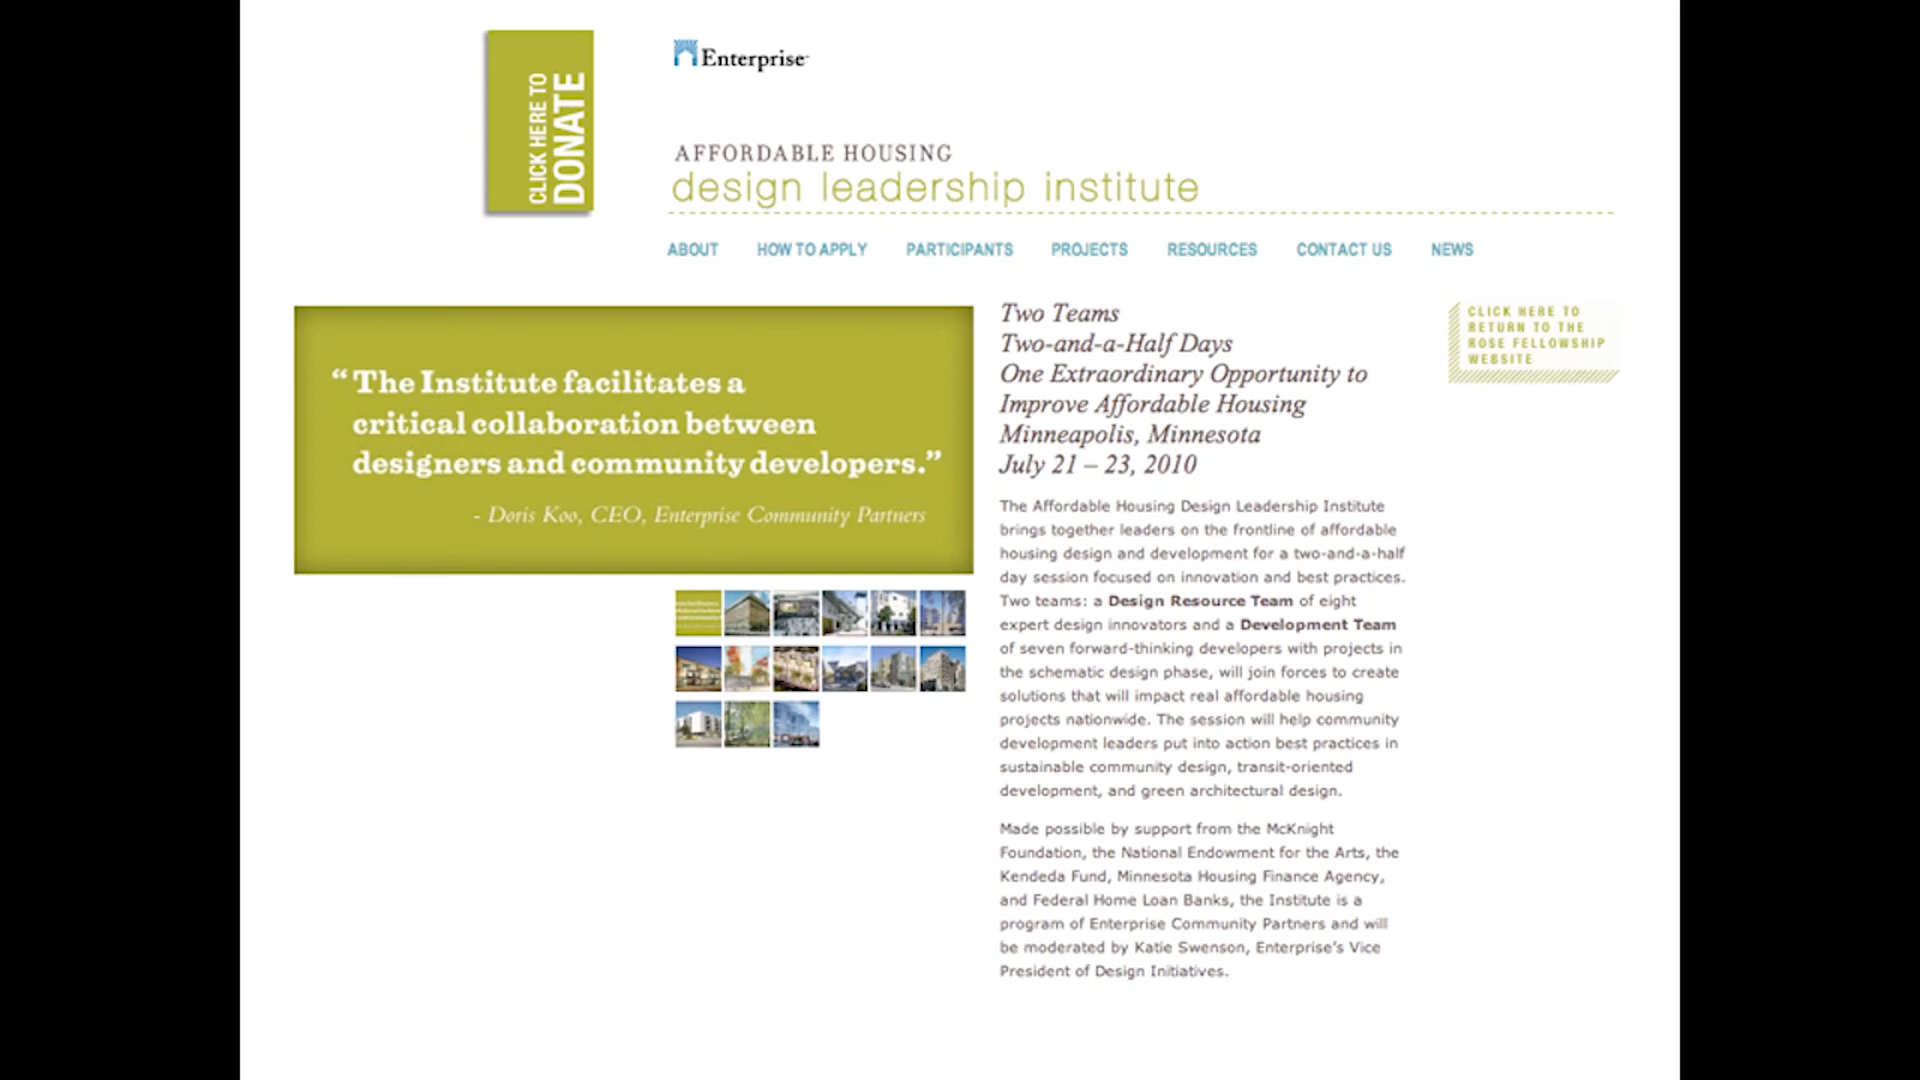 CLICK HERE TO
DONATE
Enterprise
AFFORDABLE HOUSING
design leadership institute
ABOUT HOW TO APPLY PARTICIPANTS PROJECTS RESOURCES CONTACT US NEWS
“The Institute facilitates a
critical collaboration between
designers and community developers.”
- Doris Koo, CEO, Enterprise Community Partners
Two Teams
Two-and-a-Half Days
One Extraordinary Opportunity to
Improve Affordable Housing
Minneapolis, Minnesota
July 21 – 23, 2010
The Affordable Housing Design Leadership Institute
brings together leaders on the frontline of affordable
housing design and development for a two-and-a-half
day session focused on innovation and best practices.
Two teams: a Design Resource Team of eight
expert design innovators and a Development Team
of seven forward-thinking developers with projects in
the schematic design phase, will join forces to create
solutions that will impact real affordable housing
projects nationwide. The session will help community
development leaders put into action best practices in
sustainable community design, transit-oriented
development, and green architectural design.
Made possible by support from the McKnight
Foundation, the National Endowment for the Arts, the
Kendeda Fund, Minnesota Housing Finance Agency,
and Federal Home Loan Banks, the Institute is a
program of Enterprise Community Partners and will
be moderated by Katie Swenson, Enterprise’s Vice
President of Design Initiatives.
CLICK HERE TO
RETURN TO THE
ROSE FELLOWSHIP
WEBSITE